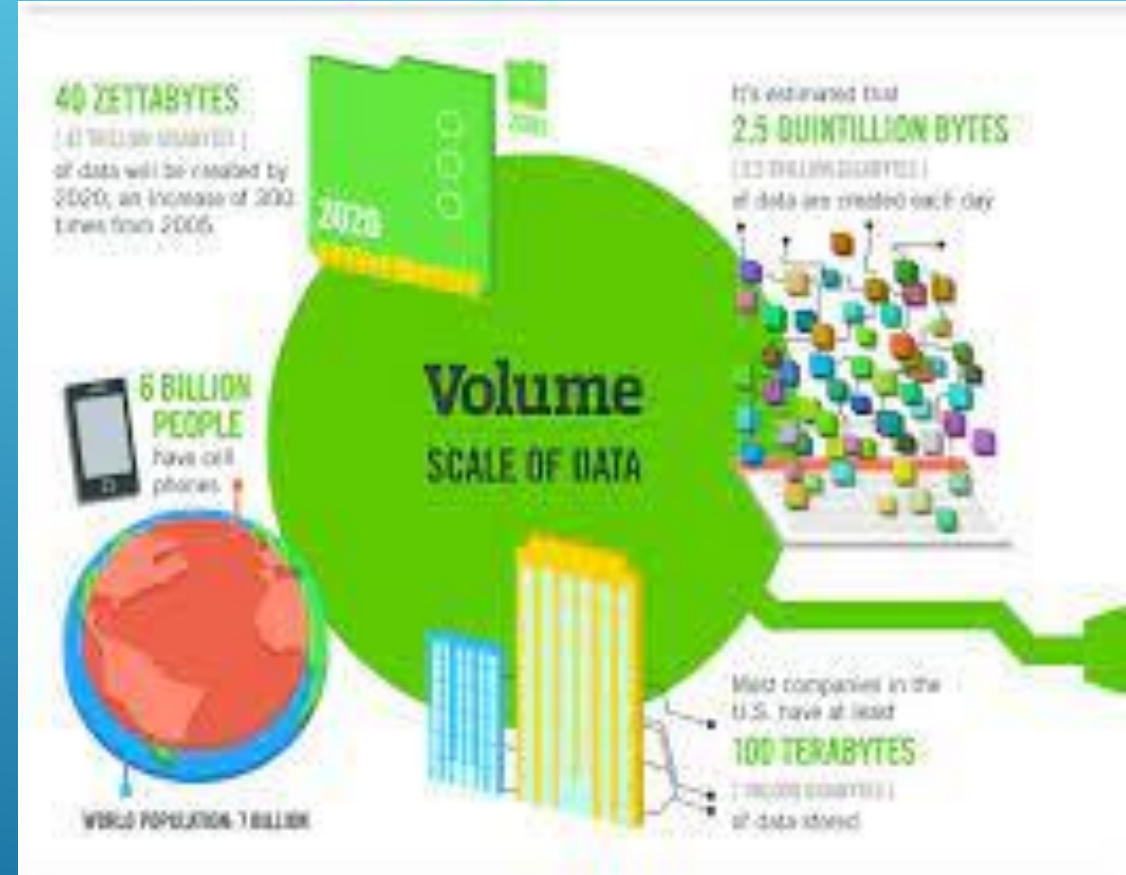 40 ZETTABYTES
of data will be created by
2020, an increase of 300
times from 2005
2020
It's estimated that
2.5 QUINTILLION BYTES
of data are created each day
6 BILLION
PEOPLE
have cell
phones
Volume
SCALE OF DATA
WORLD POPULATION: 7 BILLION
Most companies in the
U.S. have at least
100 TERABYTES
of data stored